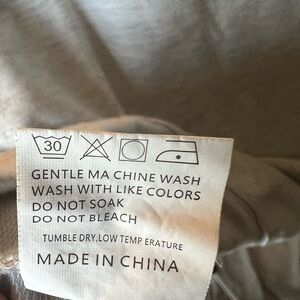 30
GENTLE MA CHINE WASH
WASH WITH LIKE COLORS
DO NOT SOAK
DO NOT BLEACH
TUMBLE DRY,LOW TEMP ERATURE
MADE IN CHINA